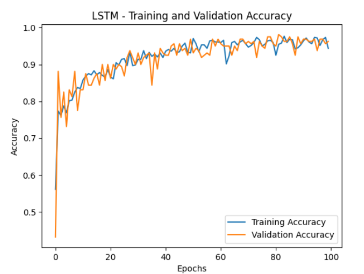 LSTM - Training and Validation Accuracy
1.0
0.9
0.8
0.7
0.6
0.5
Accuracy
Training Accuracy
Validation Accuracy
0
20
40
60
80
100
Epochs